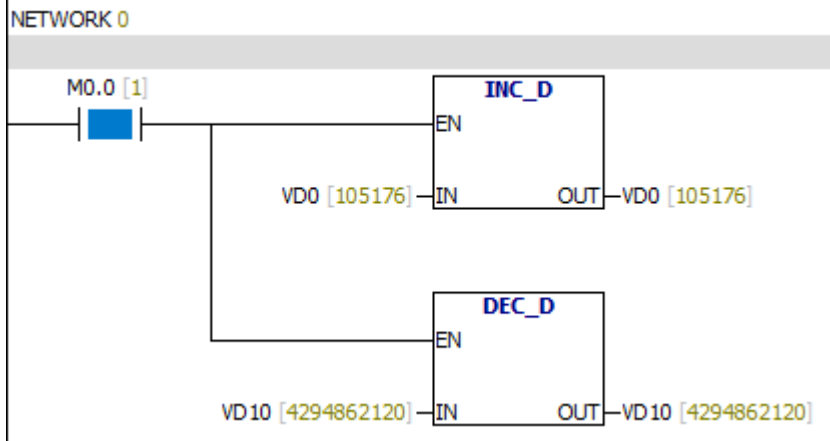 NETWORK 0
M0.0 [1]
INC_D
EN
VD0 [105176] IN OUT VD0 [105176]
DEC_D
EN
VD10 [4294862120] IN OUT VD10 [4294862120]